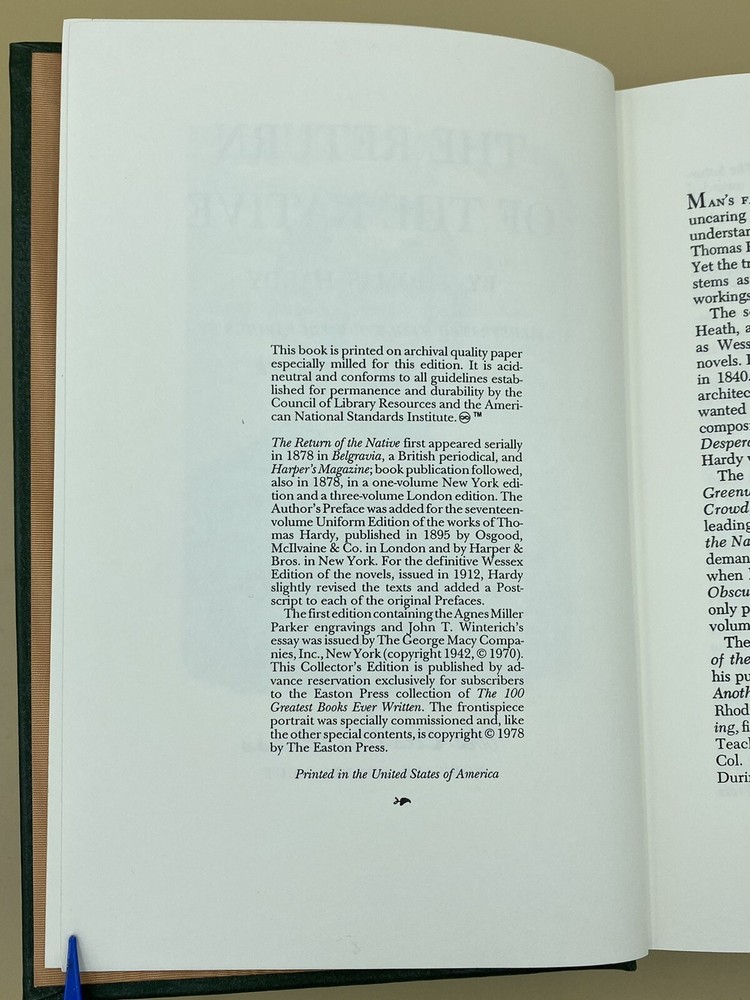 This book is printed on archival quality paper
especially milled for this edition. It is acid-
neutral and conforms to all guidelines estab-
lished for permanence and durability by the
Council of Library Resources and the Ameri-
can National Standards Institute. ♾ ™
The Return of the Native first appeared serially
in 1878 in Belgravia, a British periodical, and
Harper's Magazine; book publication followed,
also in 1878, in a one-volume New York edi-
tion and a three-volume London edition. The
Author's Preface was added for the seventeen-
volume Uniform Edition of the works of Tho-
mas Hardy, published in 1895 by Osgood,
McIlvaine & Co. in London and by Harper &
Bros. in New York. For the definitive Wessex
Edition of the novels, issued in 1912, Hardy
slightly revised the texts and added a Post-
script to each of the original Prefaces.
The first edition containing the Agnes Miller
Parker engravings and John T. Winterich's
essay was issued by The George Macy Compa-
nies, Inc., New York (copyright 1942, © 1970).
This Collector's Edition is published by ad-
vance reservation exclusively for subscribers
to the Easton Press collection of The 100
Greatest Books Ever Written. The frontispiece
portrait was specially commissioned and, like
the other special contents, is copyright © 1978
by The Easton Press.
Printed in the United States of America
MAN'S F
uncaring
understa
Thomas
Yet the tr
stems as
workings
The s
Heath, a
as Wess
novels.
in 1840.
architec
wanted
compos
Desper
Hardy
The
Green
Crowd
leading
the Na
deman
when
Obscu
only p
volum
The
of the
his pu
Anoth
Rhod
ing, fi
Teac
Col.
Duri